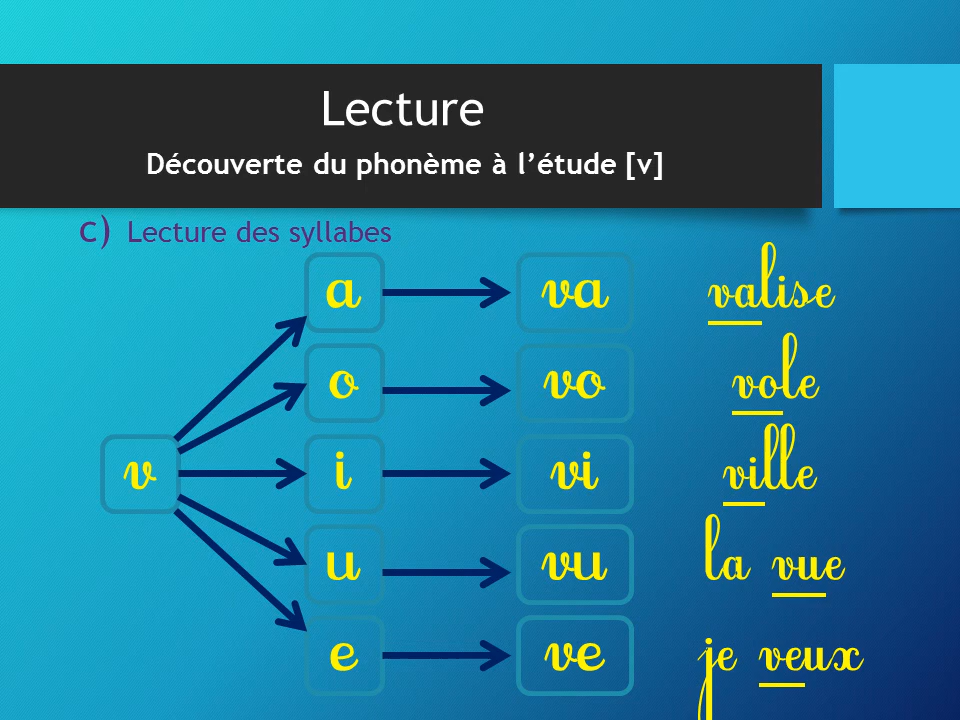 Lecture
Découverte du phonème à l’étude [v]
c) Lecture des syllabes
a va valise
o vo vole
v i vi ville
u vu la vue
e ve je veux